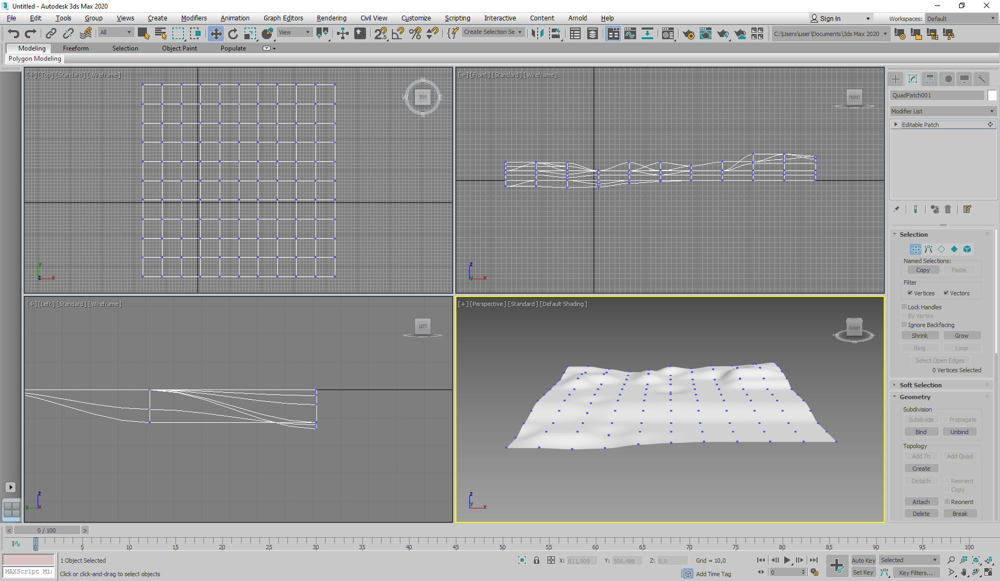 Untitled - Autodesk 3ds Max 2020
File Edit Tools Group Views Create Modifiers Animation Graph Editors Rendering Civil View Customize Scripting Interactive Content Arnold Help
Sign In
Workspaces: Default
All
View
Create Selection Se
C:\Users\user\Documents\3ds Max 2020
Modeling Freeform Selection Object Paint Populate
Polygon Modeling
[+] [Top] [Standard] [Wireframe]
N
W TOP E
S
[+] [Front] [Standard] [Wireframe]
FRONT
y
z x
z
y x
[+] [Left] [Standard] [Wireframe]
LEFT
z
y x
[+] [Perspective] [Standard] [Default Shading]
FRONT
S
z
y
x
QuadPatch001
Modifier List
Editable Patch
Selection
Named Selections:
Copy Paste
Filter
Vertices Vectors
Lock Handles
By Vertex
Ignore Backfacing
Shrink Grow
Ring Loop
Select Open Edges
0 Vertices Selected
Soft Selection
Geometry
Subdivision
Subdivide Propagate
Bind Unbind
Topology
Add Tri Add Quad
Create
Detach Reorient
Copy
Attach Reorient
Delete Break
< 0 / 100 >
0 5 10 15 20 25 30 35 40 45 50 55 60 65 70 75 80 85 90 95 100
MAXScript Mi
1 Object Selected
Click or click-and-drag to select objects
X: 611,909 Y: 506,488 Z: 0,0 Grid = 10,0
Add Time Tag
0
Auto Key Selected
Set Key Key Filters...